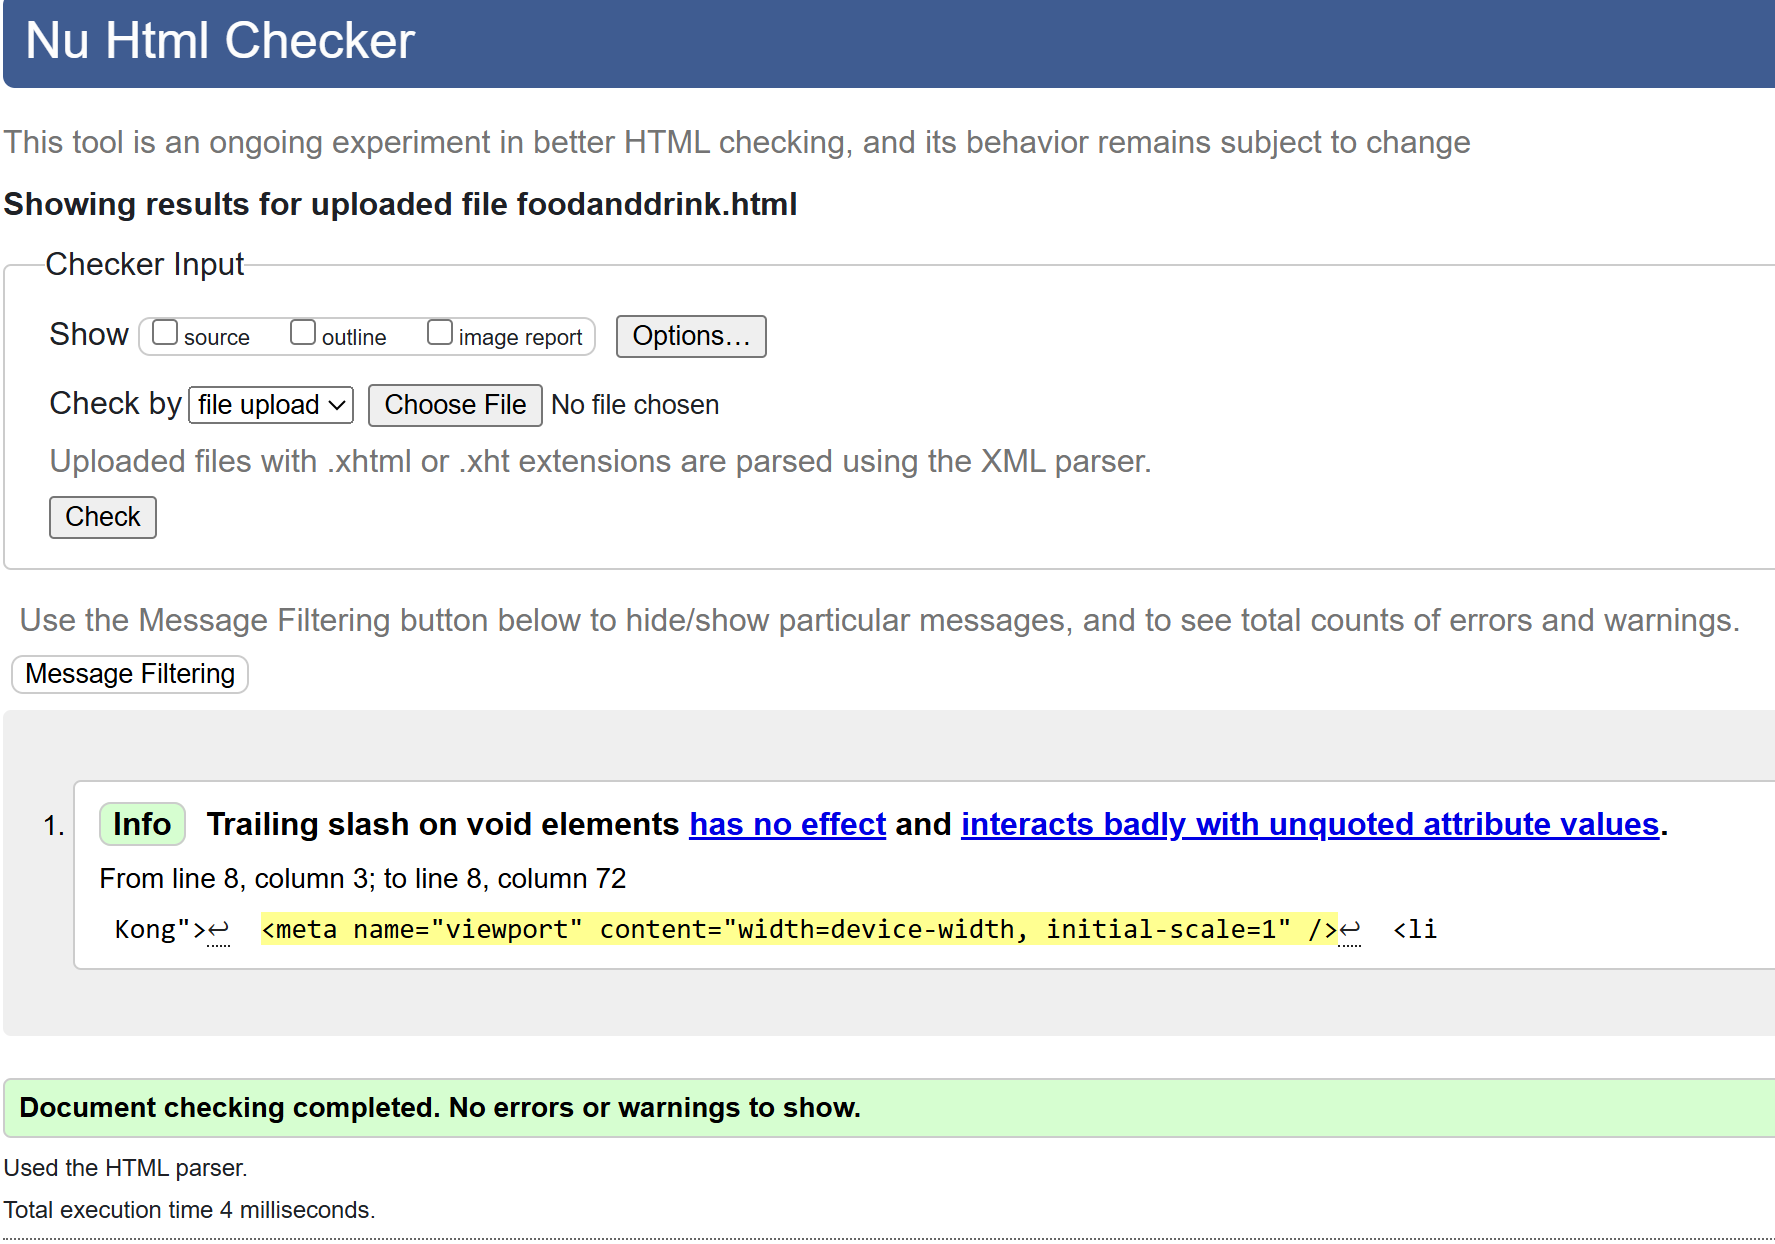 Nu Html Checker
This tool is an ongoing experiment in better HTML checking, and its behavior remains subject to change
Showing results for uploaded file foodanddrink.html
Checker Input
Show source outline image report Options…
Check by file upload Choose File No file chosen
Uploaded files with .xhtml or .xht extensions are parsed using the XML parser.
Check
Use the Message Filtering button below to hide/show particular messages, and to see total counts of errors and warnings.
Message Filtering
1. Info Trailing slash on void elements has no effect and interacts badly with unquoted attribute values.
From line 8, column 3; to line 8, column 72
Kong">↩ <meta name="viewport" content="width=device-width, initial-scale=1" />↩ <li
Document checking completed. No errors or warnings to show.
Used the HTML parser.
Total execution time 4 milliseconds.